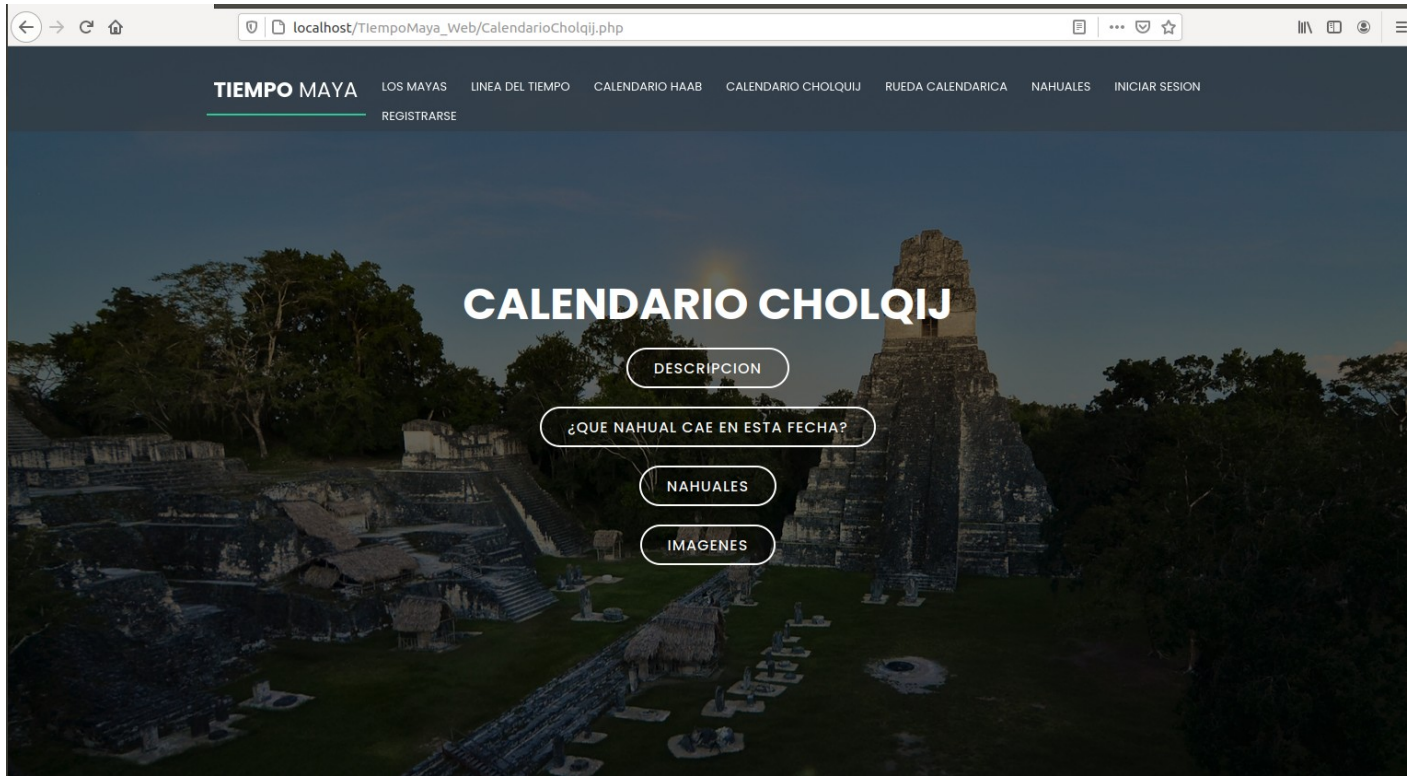 localhost/TIempoMaya_Web/CalendarioCholqij.php
TIEMPO MAYA LOS MAYAS LINEA DEL TIEMPO CALENDARIO HAAB CALENDARIO CHOLQUIJ RUEDA CALENDARICA NAHUALES INICIAR SESION
REGISTRARSE
CALENDARIO CHOLQIJ
DESCRIPCION
¿QUE NAHUAL CAE EN ESTA FECHA?
NAHUALES
IMAGENES